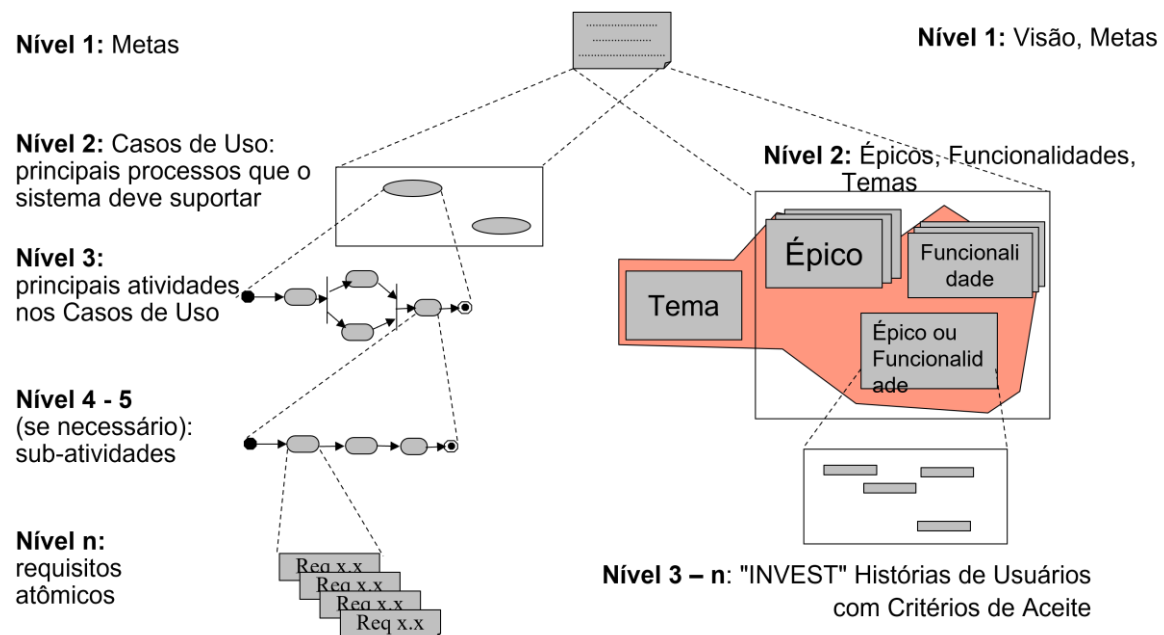 Nível 1: Metas
Nível 1: Visão, Metas
Nível 2: Casos de Uso:
principais processos que o
sistema deve suportar
Nível 2: Épicos, Funcionalidades,
Temas
Épico
Funcionali
dade
Tema
Épico ou
Funcionalid
ade
Nível 3:
principais atividades
nos Casos de Uso
Nível 4 - 5
(se necessário):
sub-atividades
Nível n:
requisitos
atômicos
Req x.x
Req x.x
Req x.x
Req x.x
Nível 3 – n: "INVEST" Histórias de Usuários
com Critérios de Aceite